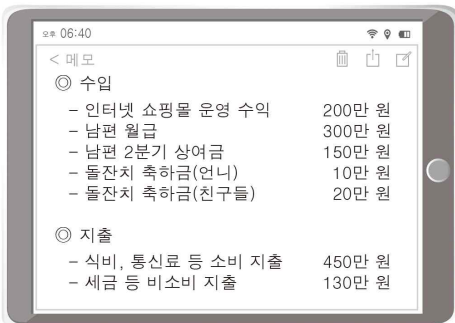 오후 06:40
< 메모
◎ 수입
– 인터넷 쇼핑몰 운영 수익 200만 원
– 남편 월급 300만 원
– 남편 2분기 상여금 150만 원
– 돌잔치 축하금(언니) 10만 원
– 돌잔치 축하금(친구들) 20만 원
◎ 지출
– 식비, 통신료 등 소비 지출 450만 원
– 세금 등 비소비 지출 130만 원